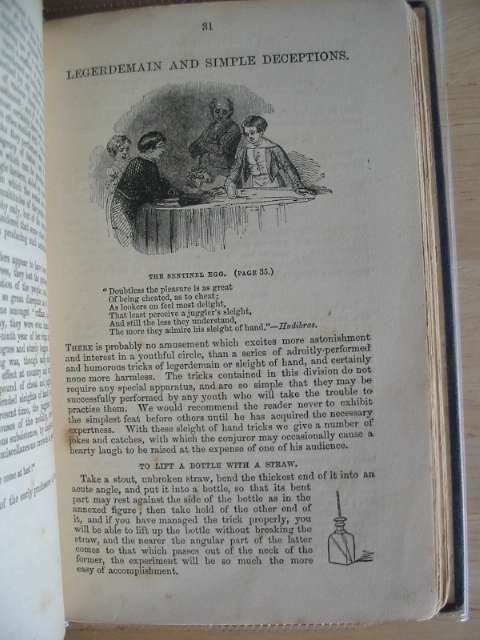 31
LEGERDEMAIN AND SIMPLE DECEPTIONS.
THE SENTINEL EGG. (PAGE 35.)
"Doubtless the pleasure is as great
Of being cheated, as to cheat;
As lookers on feel most delight,
That least perceive a juggler's sleight,
And still the less they understand,
The more they admire his sleight of hand."—Hudibras.
THERE is probably no amusement which excites more astonishment
and interest in a youthful circle, than a series of adroitly-performed
and humorous tricks of legerdemain or sleight of hand, and certainly
none more harmless. The tricks contained in this division do not
require any special apparatus, and are so simple that they may be
successfully performed by any youth who will take the trouble to
practise them. We would recommend the reader never to exhibit
the simplest feat before others until he has acquired the necessary
expertness. With these sleight of hand tricks we give a number of
jokes and catches, with which the conjuror may occasionally cause a
hearty laugh to be raised at the expense of one of his audience.
TO LIFT A BOTTLE WITH A STRAW.
Take a stout, unbroken straw, bend the thickest end of it into an
acute angle, and put it into a bottle, so that its bent
part may rest against the side of the bottle as in the
annexed figure; then take hold of the other end of
it, and if you have managed the trick properly, you
will be able to lift up the bottle without breaking the
straw, and the nearer the angular part of the latter
comes to that which passes out of the neck of the
former, the experiment will be so much the more
easy of accomplishment.